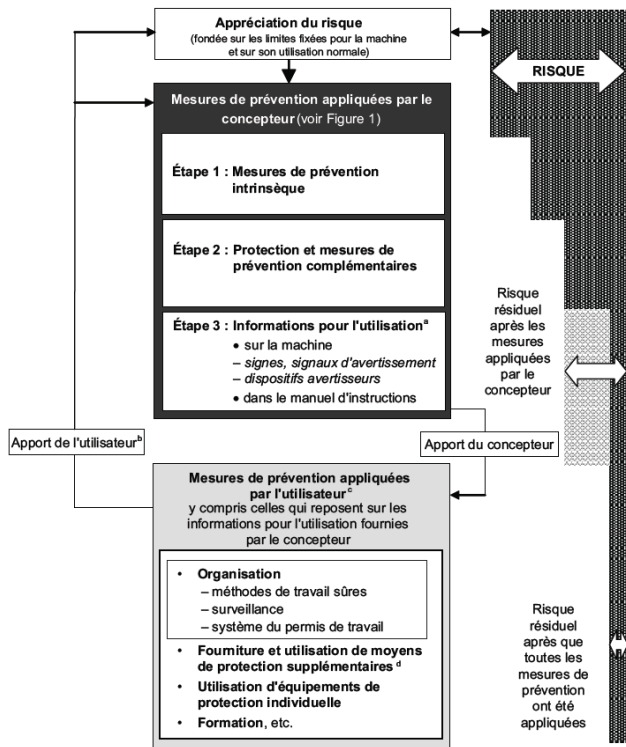 Appréciation du risque
(fondée sur les limites fixées pour la machine
et sur son utilisation normale)
RISQUE
Mesures de prévention appliquées par le
concepteur (voir Figure 1)
Étape 1 : Mesures de prévention
intrinsèque
Étape 2 : Protection et mesures de
prévention complémentaires
Étape 3 : Informations pour l'utilisationᵃ
• sur la machine
– signes, signaux d'avertissement
– dispositifs avertisseurs
• dans le manuel d'instructions
Risque
résiduel
après les
mesures
appliquées
par le
concepteur
Apport de l'utilisateurᵇ
Apport du concepteur
Mesures de prévention appliquées
par l'utilisateurᶜ
y compris celles qui reposent sur les
informations pour l'utilisation fournies
par le concepteur
• Organisation
– méthodes de travail sûres
– surveillance
– système du permis de travail
• Fourniture et utilisation de moyens
de protection supplémentairesᵈ
• Utilisation d'équipements de
protection individuelle
• Formation, etc.
Risque
résiduel
après que
toutes les
mesures de
prévention
ont été
appliquées